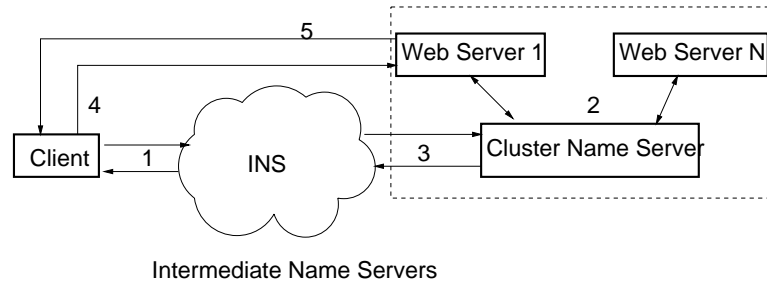 5
Web Server 1
Web Server N
4
2
Client
1
INS
3
Cluster Name Server
Intermediate Name Servers